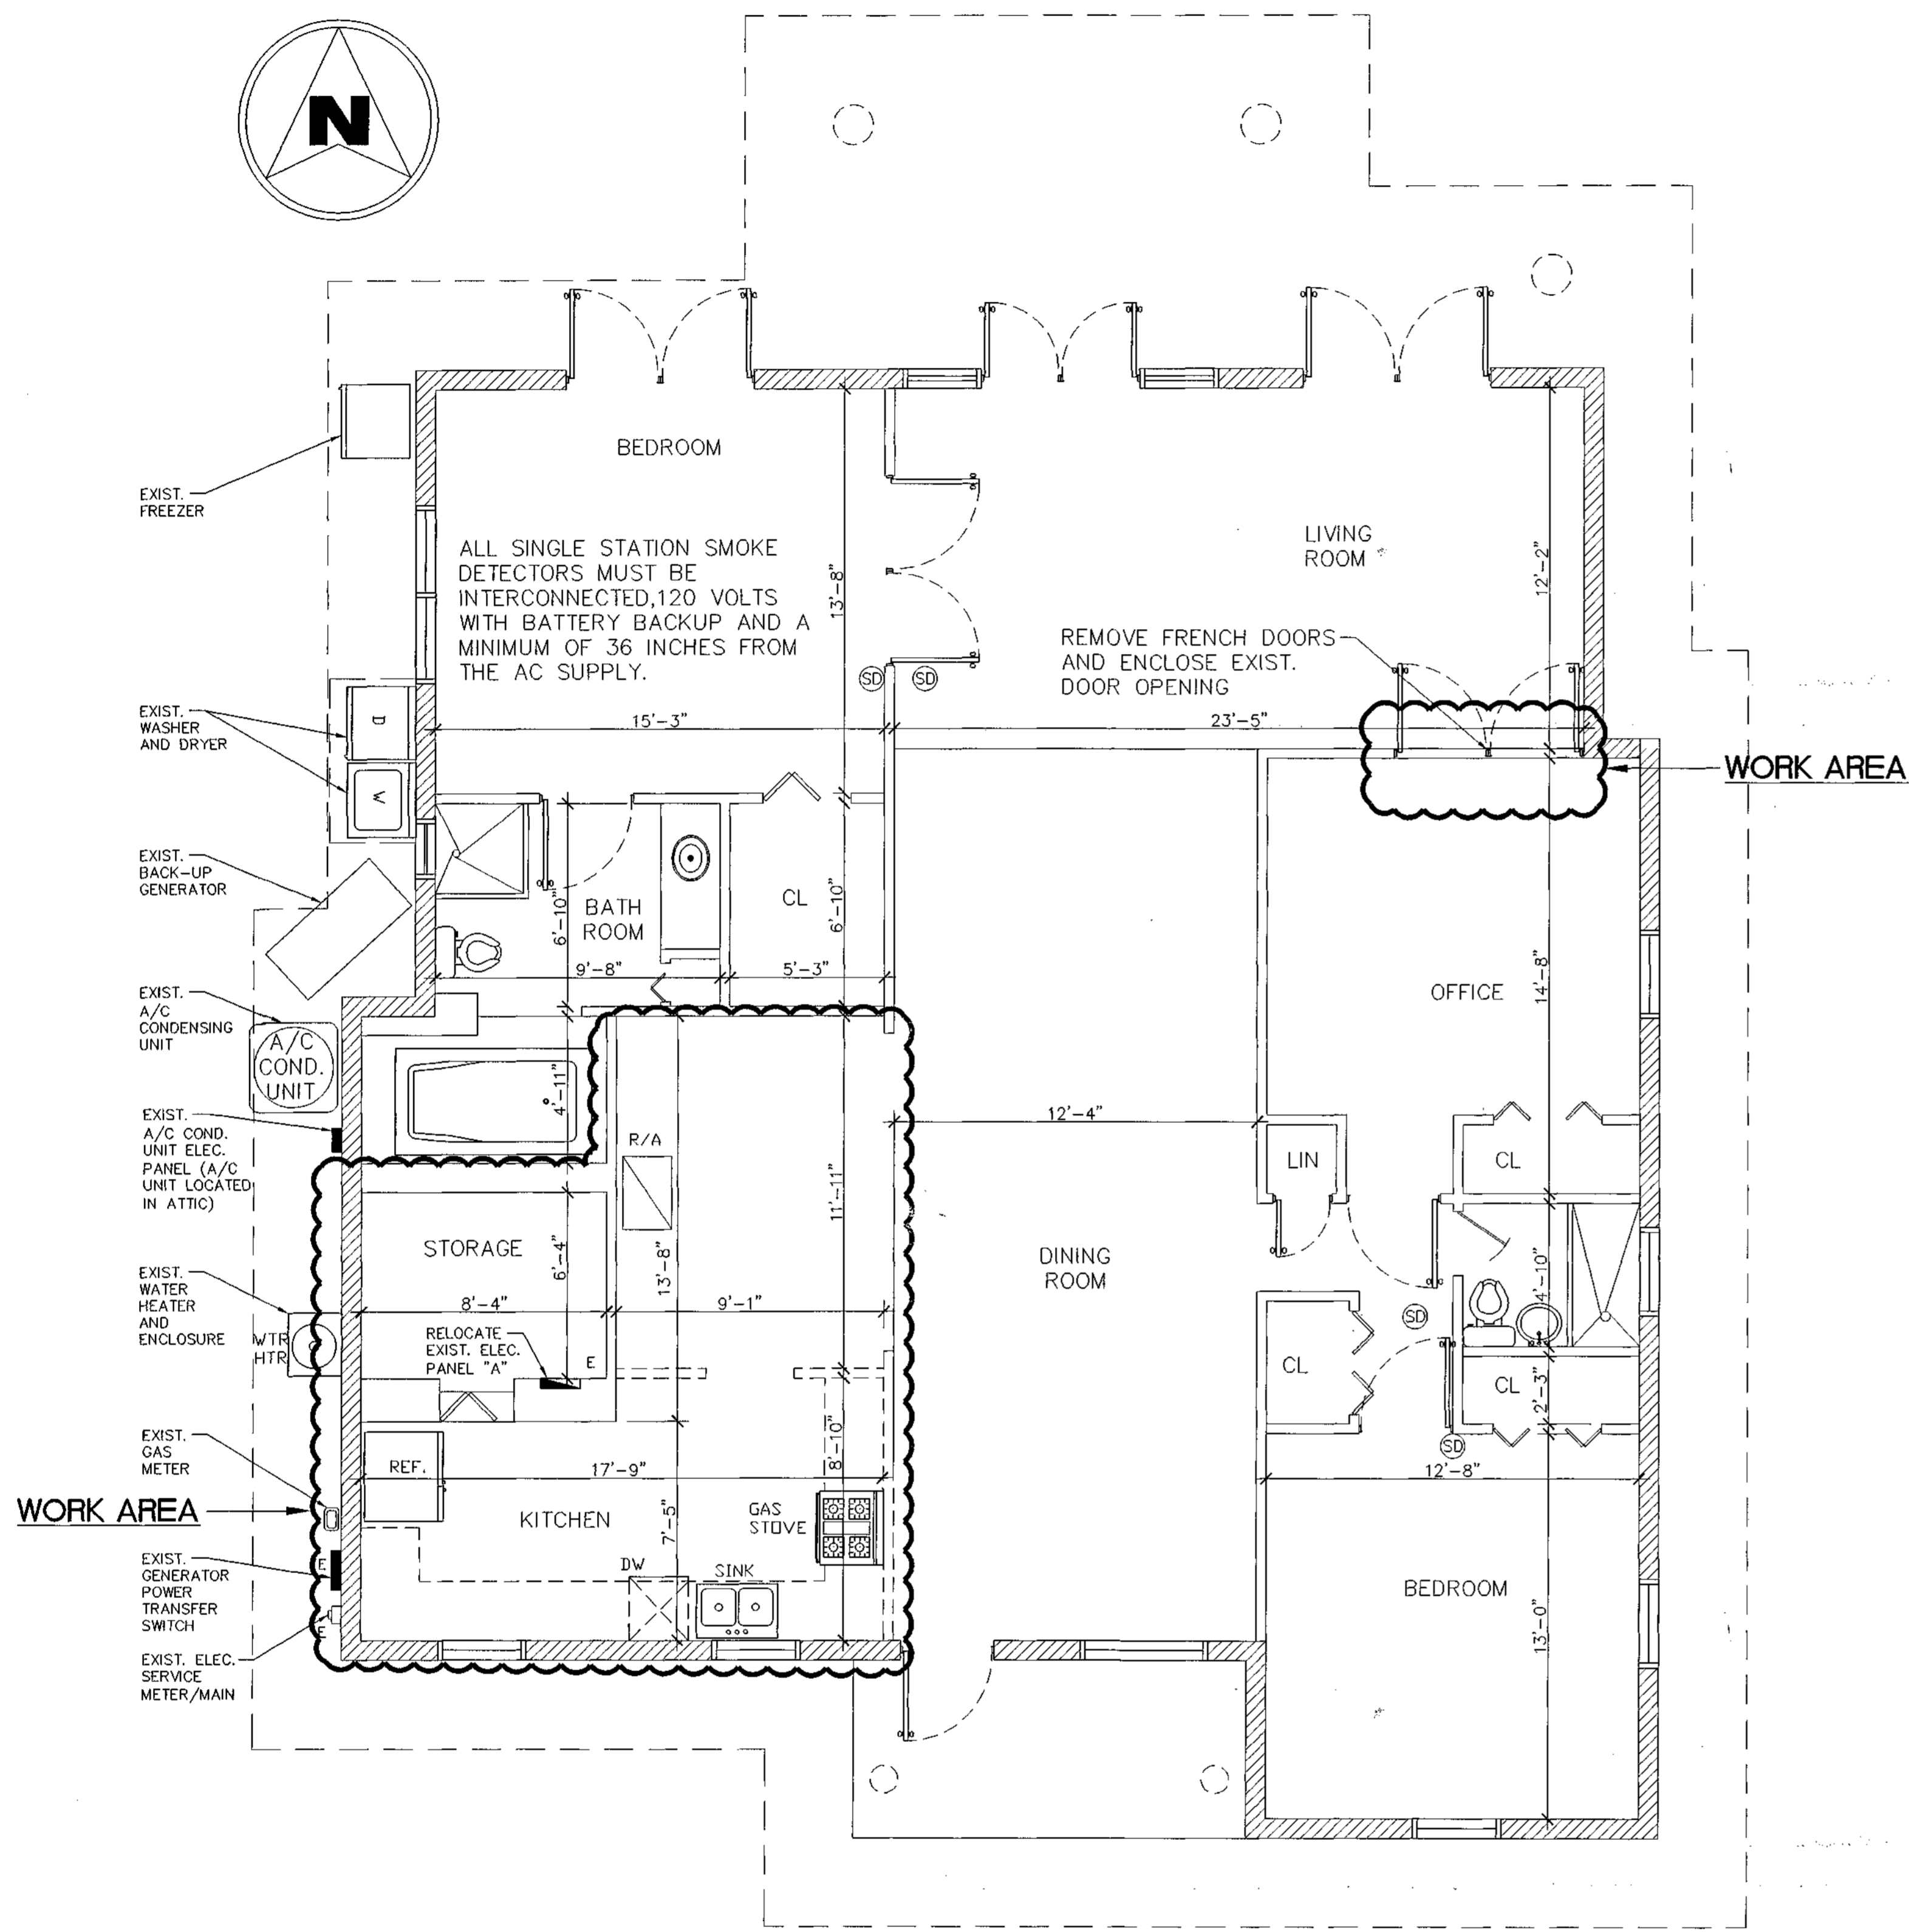 N
BEDROOM
EXIST.
FREEZER
ALL SINGLE STATION SMOKE
DETECTORS MUST BE
INTERCONNECTED,120 VOLTS
WITH BATTERY BACKUP AND A
MINIMUM OF 36 INCHES FROM
THE AC SUPPLY.
13'-8"
LIVING
ROOM
12'-2"
REMOVE FRENCH DOORS
AND ENCLOSE EXIST.
DOOR OPENING
SD
SD
EXIST.
WASHER
AND DRYER
D
W
15'-3"
23'-5"
WORK AREA
EXIST.
BACK-UP
GENERATOR
6'-10"
BATH
ROOM
CL
6'-10"
9'-8"
5'-3"
OFFICE
14'-8"
EXIST.
A/C
CONDENSING
UNIT
A/C
COND.
UNIT
4'-11"
EXIST.
A/C COND.
UNIT ELEC.
PANEL (A/C
UNIT LOCATED
IN ATTIC)
R/A
12'-4"
11'-11"
LIN
CL
STORAGE
6'-4"
13'-8"
DINING
ROOM
4'-10"
EXIST.
WATER
HEATER
AND
ENCLOSURE
WTR
HTR
8'-4"
9'-1"
SD
RELOCATE
EXIST. ELEC.
PANEL "A"
E
CL
CL
2'-3"
EXIST.
GAS
METER
REF.
17'-9"
8'-10"
SD
12'-8"
WORK AREA
KITCHEN
7'-5"
GAS
STOVE
EXIST.
GENERATOR
POWER
TRANSFER
SWITCH
E
DW
SINK
BEDROOM
13'-0"
E
EXIST. ELEC.
SERVICE
METER/MAIN